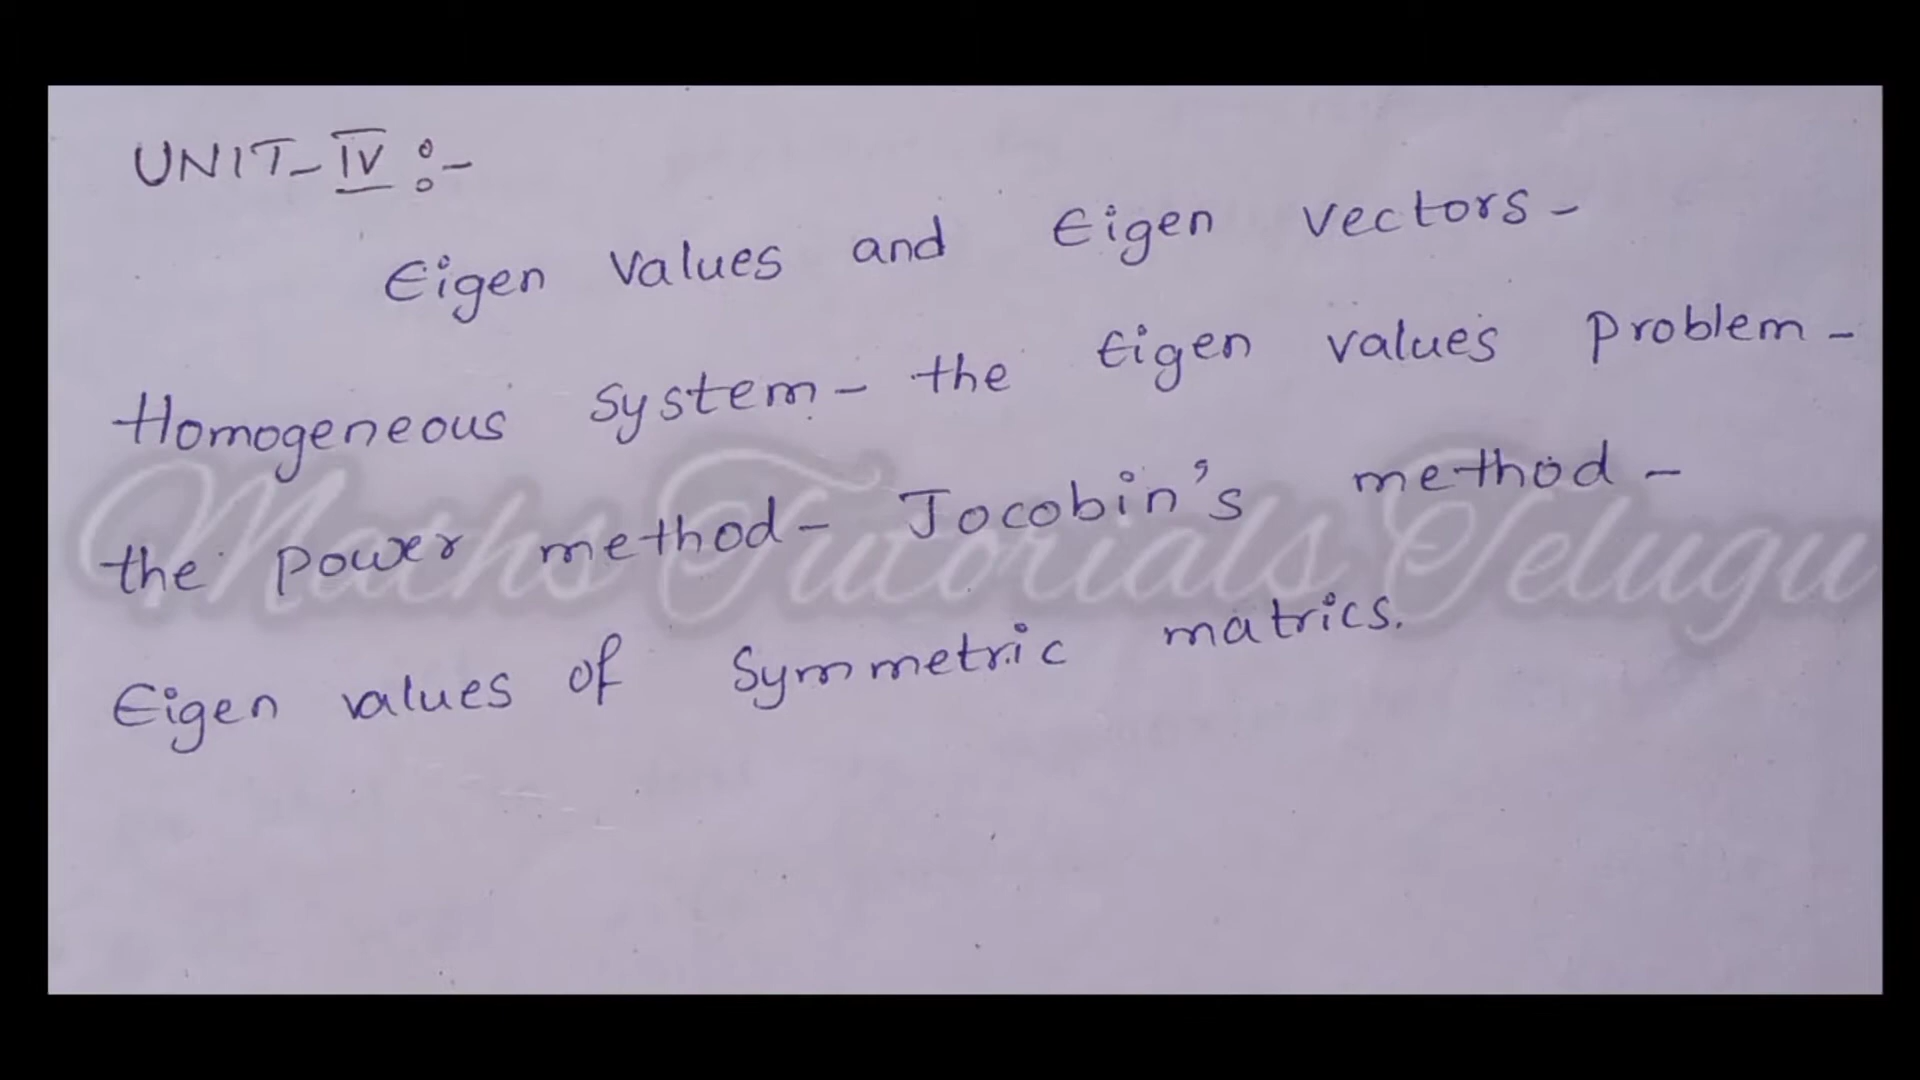 UNIT-IV :-
Eigen Values and Eigen vectors-
Homogeneous system- the Eigen values Problem-
the Power method- Jocobin's method-
Eigen values of Symmetric matrics.
Maths Tutorials Telugu